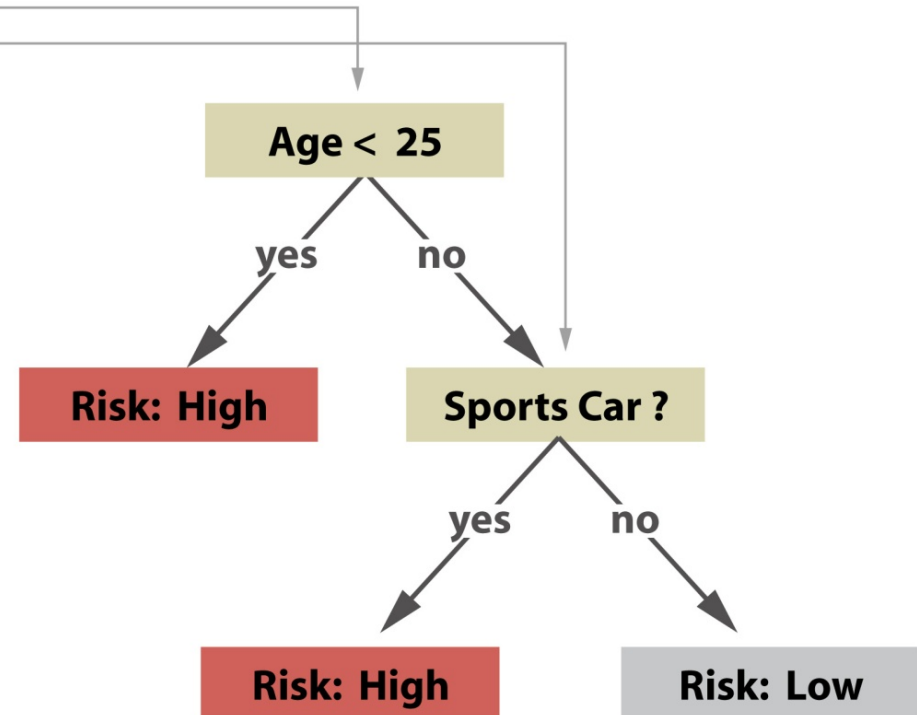 Age < 25
yes no
Risk: High Sports Car ?
yes no
Risk: High Risk: Low